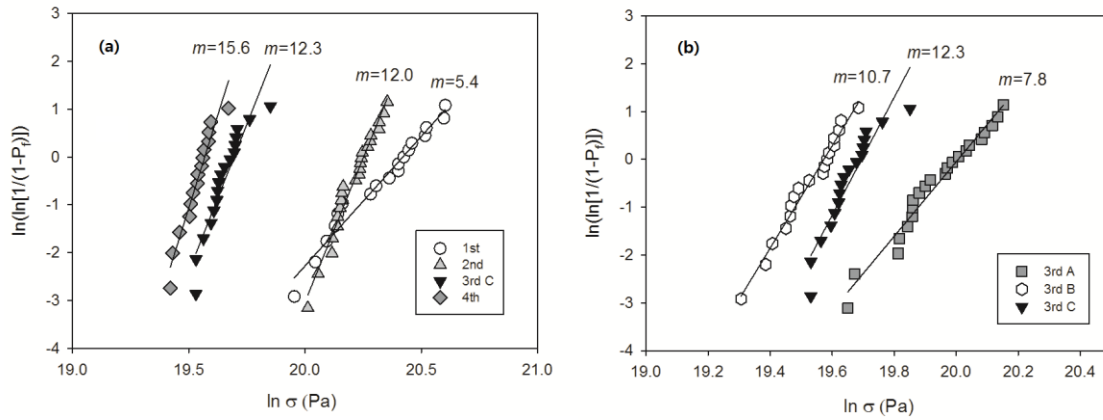 (a)
m=15.6
m=12.3
m=12.0
m=5.4
ln(ln[1/(1-Pf)])
3
2
1
0
-1
-2
-3
-4
1st
2nd
3rd C
4th
19.0
19.5
20.0
20.5
21.0
ln σ (Pa)
(b)
m=12.3
m=10.7
m=7.8
ln(ln[1/(1-Pf)])
3
2
1
0
-1
-2
-3
-4
3rd A
3rd B
3rd C
19.0
19.2
19.4
19.6
19.8
20.0
20.2
20.4
ln σ (Pa)